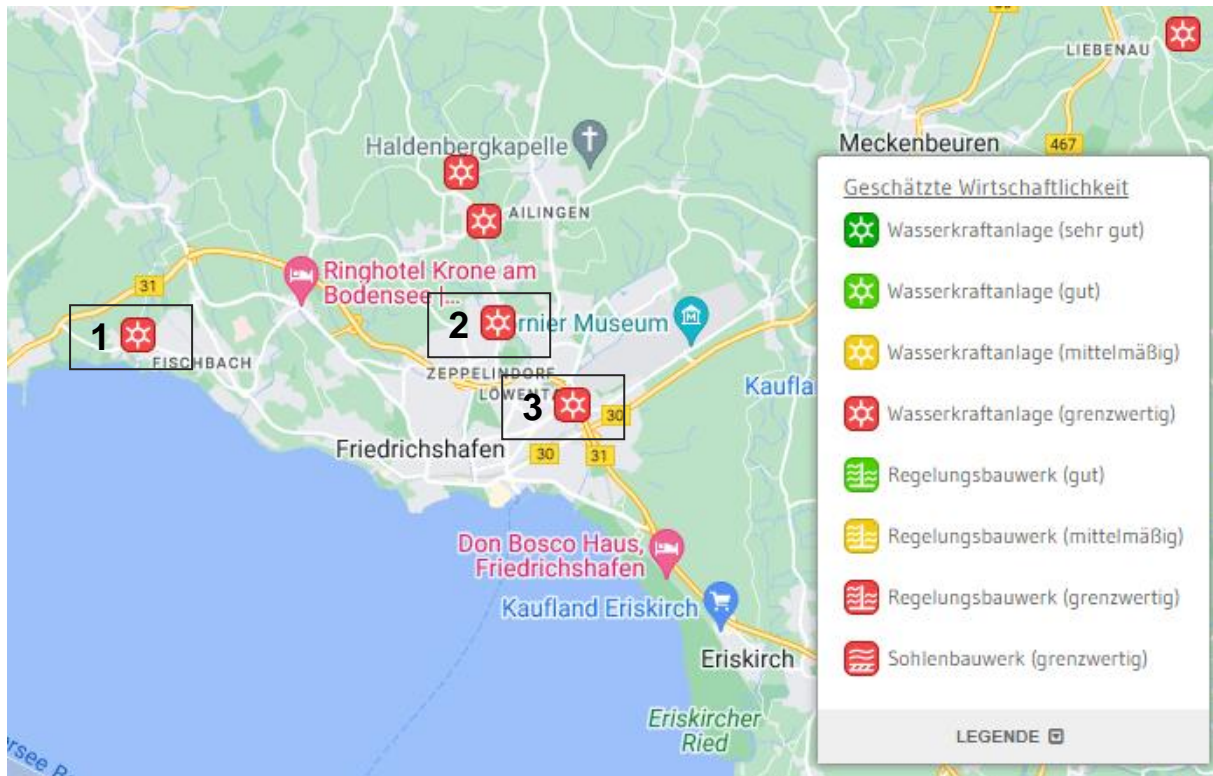 LIEBENAU
Meckenbeuren
467
Haldenbergkapelle
AILINGEN
Ringhotel Krone am
Bodensee |...
31
1
FISCHBACH
2
rnier Museum
ZEPPELINDORF
LÖWENT
3
30
Kaufla
Friedrichshafen
30
31
Don Bosco Haus,
Friedrichshafen
Kaufland Eriskirch
Eriskirch
Eriskircher
Ried
Geschätzte Wirtschaftlichkeit
Wasserkraftanlage (sehr gut)
Wasserkraftanlage (gut)
Wasserkraftanlage (mittelmäßig)
Wasserkraftanlage (grenzwertig)
Regelungsbauwerk (gut)
Regelungsbauwerk (mittelmäßig)
Regelungsbauwerk (grenzwertig)
Sohlenbauwerk (grenzwertig)
LEGENDE